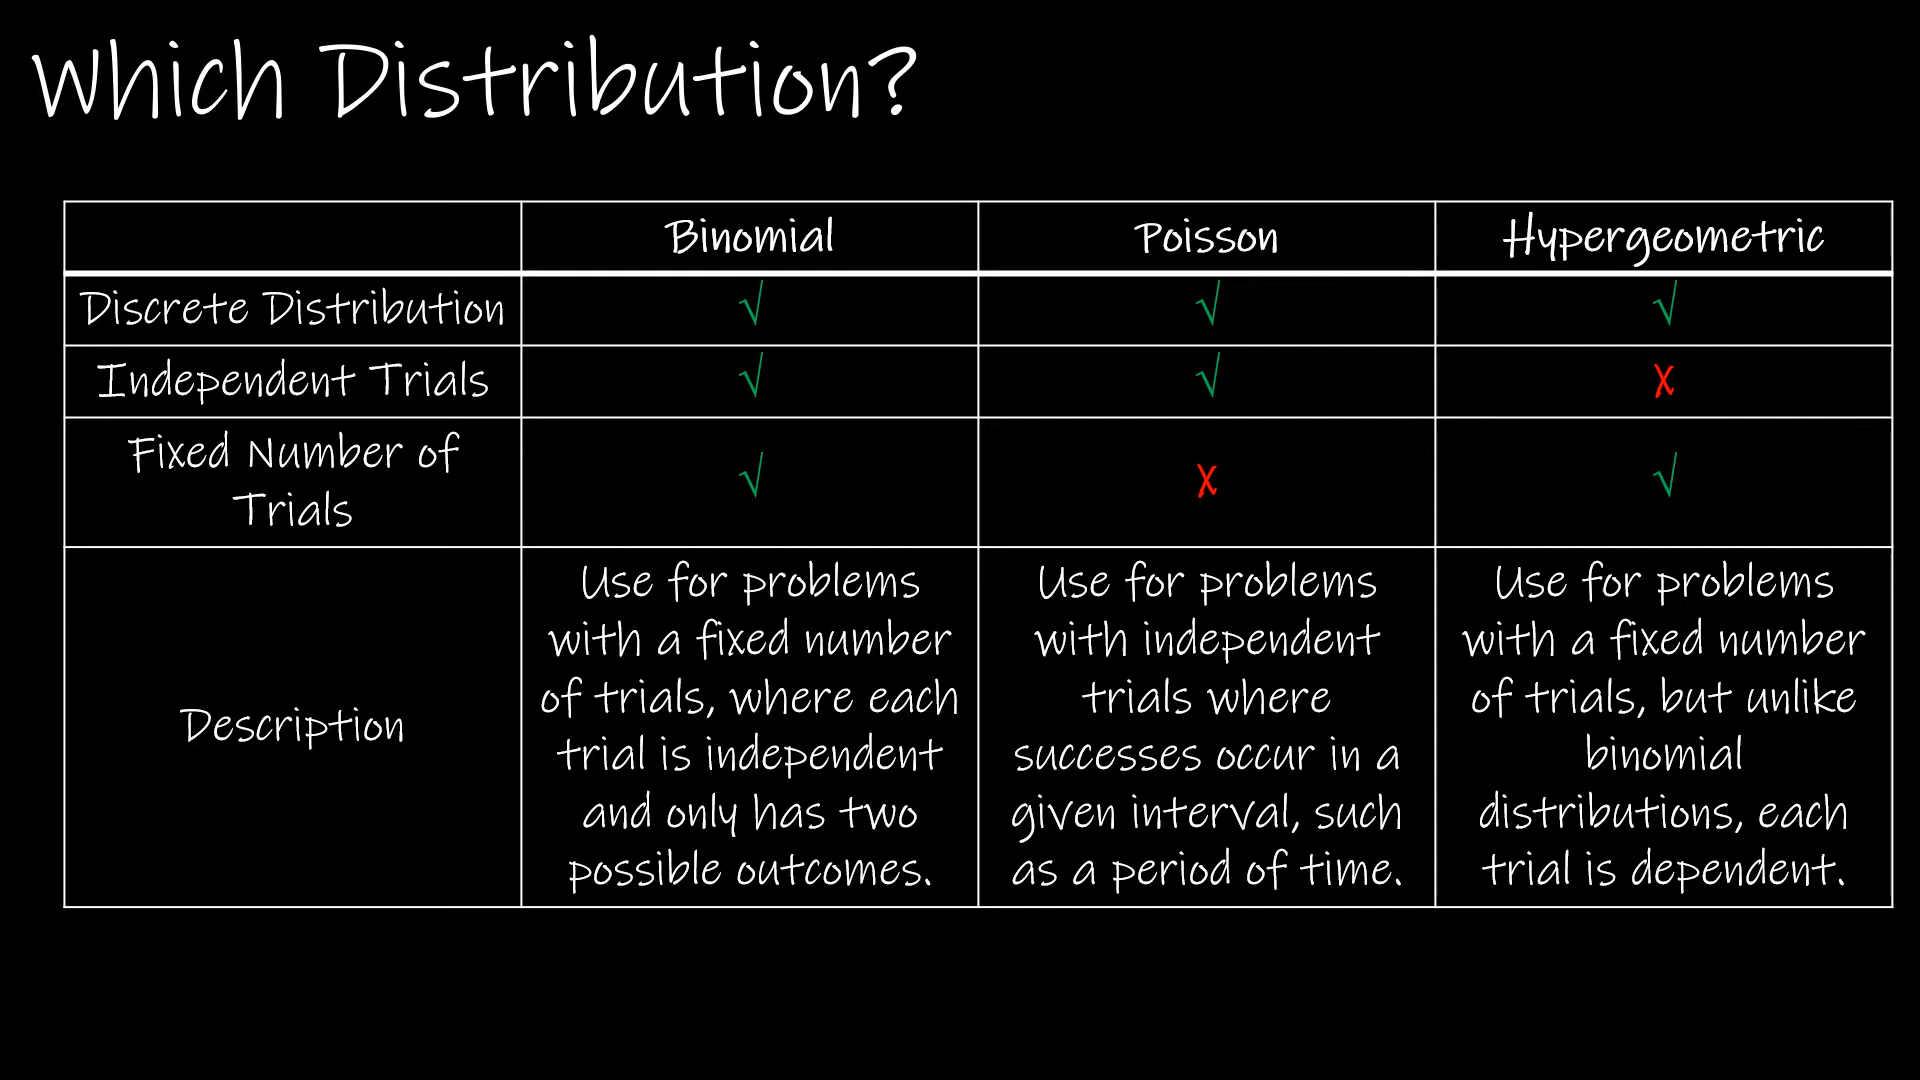 Which Distribution?
Binomial Poisson Hypergeometric
Discrete Distribution √ √ √
Independent Trials √ √ X
Fixed Number of
Trials
√ X √
Description
Use for problems
with a fixed number
of trials, where each
trial is independent
and only has two
possible outcomes.
Use for problems
with independent
trials where
successes occur in a
given interval, such
as a period of time.
Use for problems
with a fixed number
of trials, but unlike
binomial
distributions, each
trial is dependent.